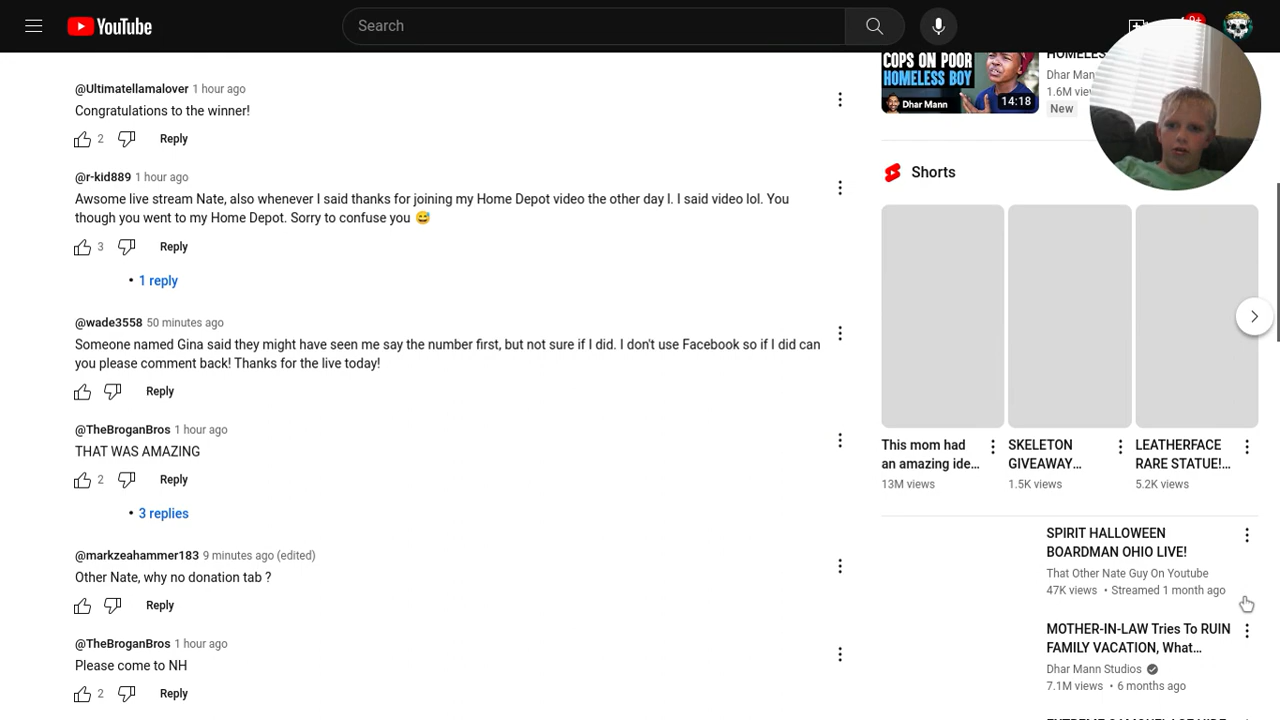 YouTube
Search
@Ultimatellamalover 1 hour ago
Congratulations to the winner!
2
Reply
@r-kid889 1 hour ago
Awsome live stream Nate, also whenever I said thanks for joining my Home Depot video the other day l. I said video lol. You
though you went to my Home Depot. Sorry to confuse you 😅
3
Reply
• 1 reply
@wade3558 50 minutes ago
Someone named Gina said they might have seen me say the number first, but not sure if I did. I don't use Facebook so if I did can
you please comment back! Thanks for the live today!
Reply
@TheBroganBros 1 hour ago
THAT WAS AMAZING
2
Reply
• 3 replies
@markzeahammer183 9 minutes ago (edited)
Other Nate, why no donation tab ?
Reply
@TheBroganBros 1 hour ago
Please come to NH
2
Reply
COPS ON POOR
HOMELESS BOY
Dhar Mann
14:18
Dhar Man
New
Shorts
This mom had
an amazing ide...
13M views
SKELETON
GIVEAWAY...
1.5K views
LEATHERFACE
RARE STATUE!...
5.2K views
SPIRIT HALLOWEEN
BOARDMAN OHIO LIVE!
That Other Nate Guy On Youtube
47K views • Streamed 1 month ago
MOTHER-IN-LAW Tries To RUIN
FAMILY VACATION, What...
Dhar Mann Studios
7.1M views • 6 months ago